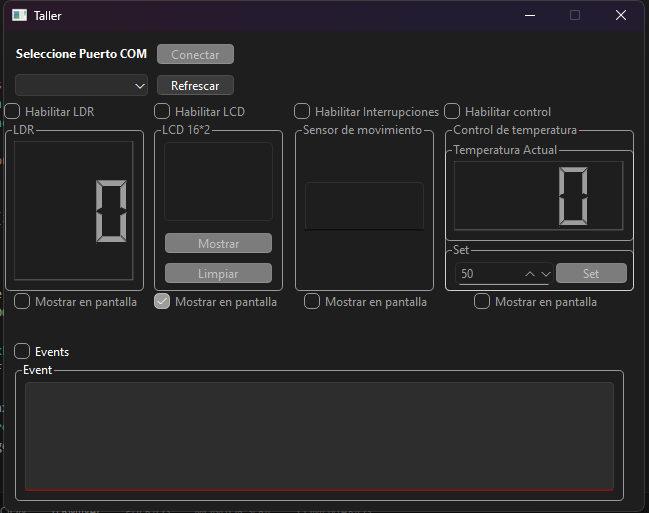 Taller
Seleccione Puerto COM Conectar
Refrescar
Habilitar LDR Habilitar LCD Habilitar Interrupciones Habilitar control
LDR LCD 16*2 Sensor de movimiento Control de temperatura
Temperatura Actual
0 0
Mostrar
Set
Limpiar 50 Set
Mostrar en pantalla Mostrar en pantalla Mostrar en pantalla Mostrar en pantalla
Events
Event